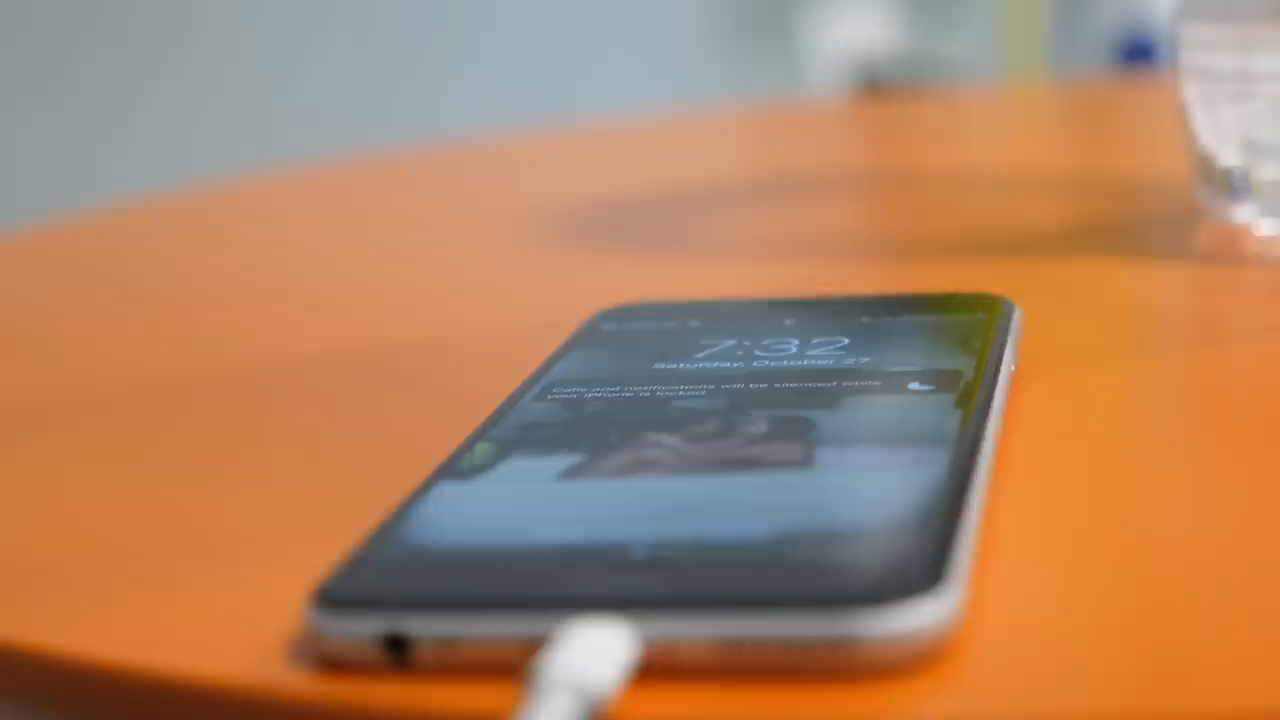 7:32
Saturday, October 27
Calls and notifications will be silenced while
your iPhone is locked